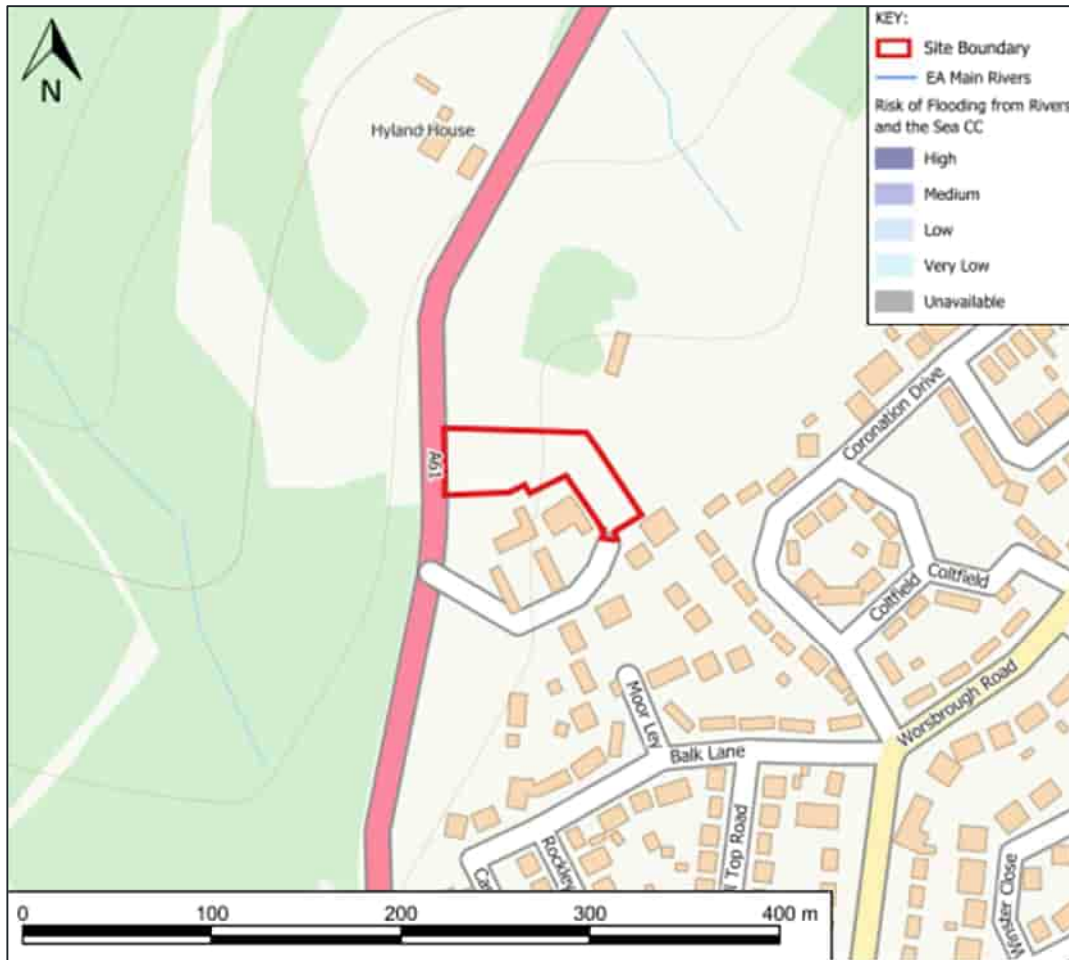 N
KEY:
Site Boundary
EA Main Rivers
Risk of Flooding from Rivers
and the Sea CC
High
Medium
Low
Very Low
Unavailable
Hyland House
A61
Coronation Drive
Coltfield
Coltfield
Worsbrough Road
Moor Ley
Balk Lane
Rockley
Top Road
Winster Close
0 100 200 300 400 m